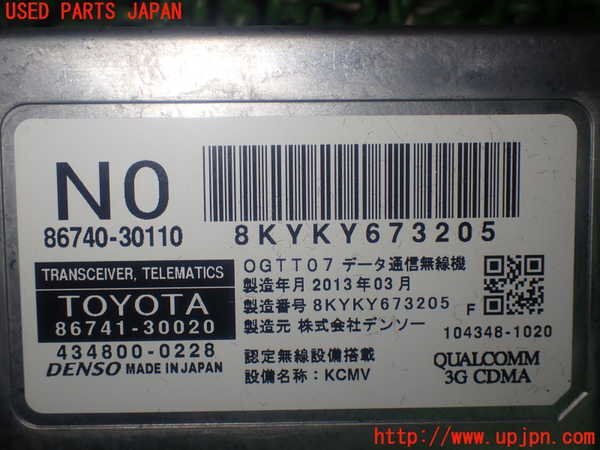 USED PARTS JAPAN
NO
86740-30110
8KYKY673205
TRANSCEIVER, TELEMATICS
TOYOTA
86741-30020
434800-0228
DENSO MADE IN JAPAN
OGTT07 データ通信無線機
製造年月 2013年03月
製造番号 8KYKY673205
製造元 株式会社デンソー
認定無線設備搭載
設備名称：KCMV
F
104348-1020
QUALCOMM
3G CDMA
http://www.upjpn.com/